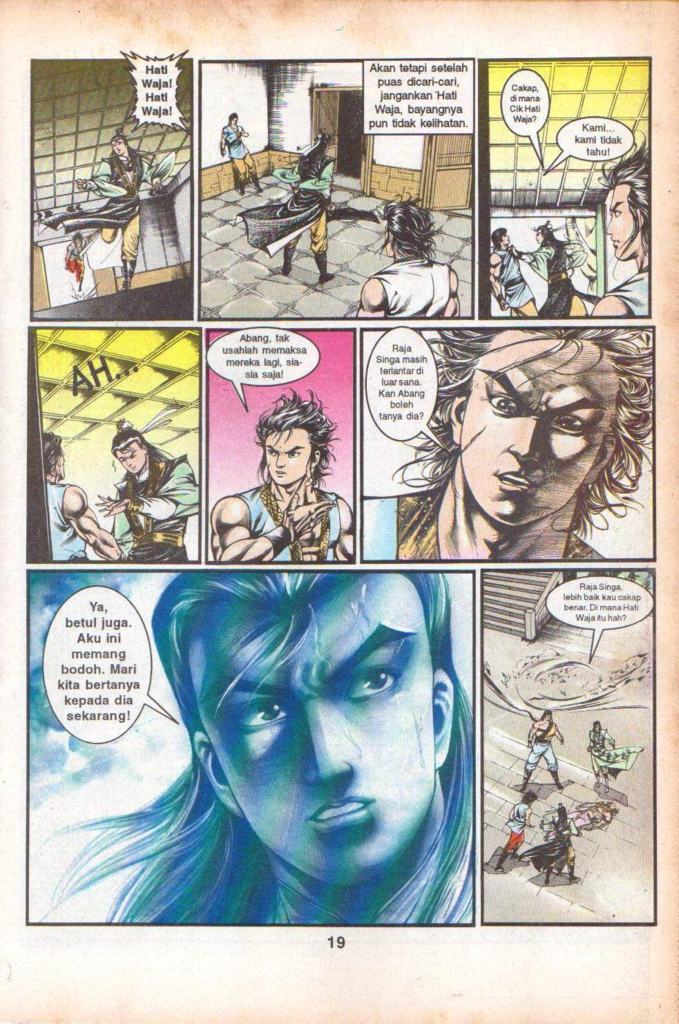 Hati
Waja!
Hati
Waja!
Akan tetapi setelah
puas dicari-cari,
jangankan 'Hati
Waja, bayangnya
pun tidak kelihatan.
Cakap,
di mana
Cik Hati
Waja?
Kami...
kami tidak
tahu!
AH...
Abang, tak
usahlah memaksa
mereka lagi, sia-
sia saja!
Raja
Singa masih
terlantar di
luar sana.
Kan Abang
boleh
tanya dia?
Ya,
betul juga.
Aku ini
memang
bodoh. Mari
kita bertanya
kepada dia
sekarang!
Raja Singa,
lebih baik kau cakap
benar. Di mana Hati
Waja itu hah?
19